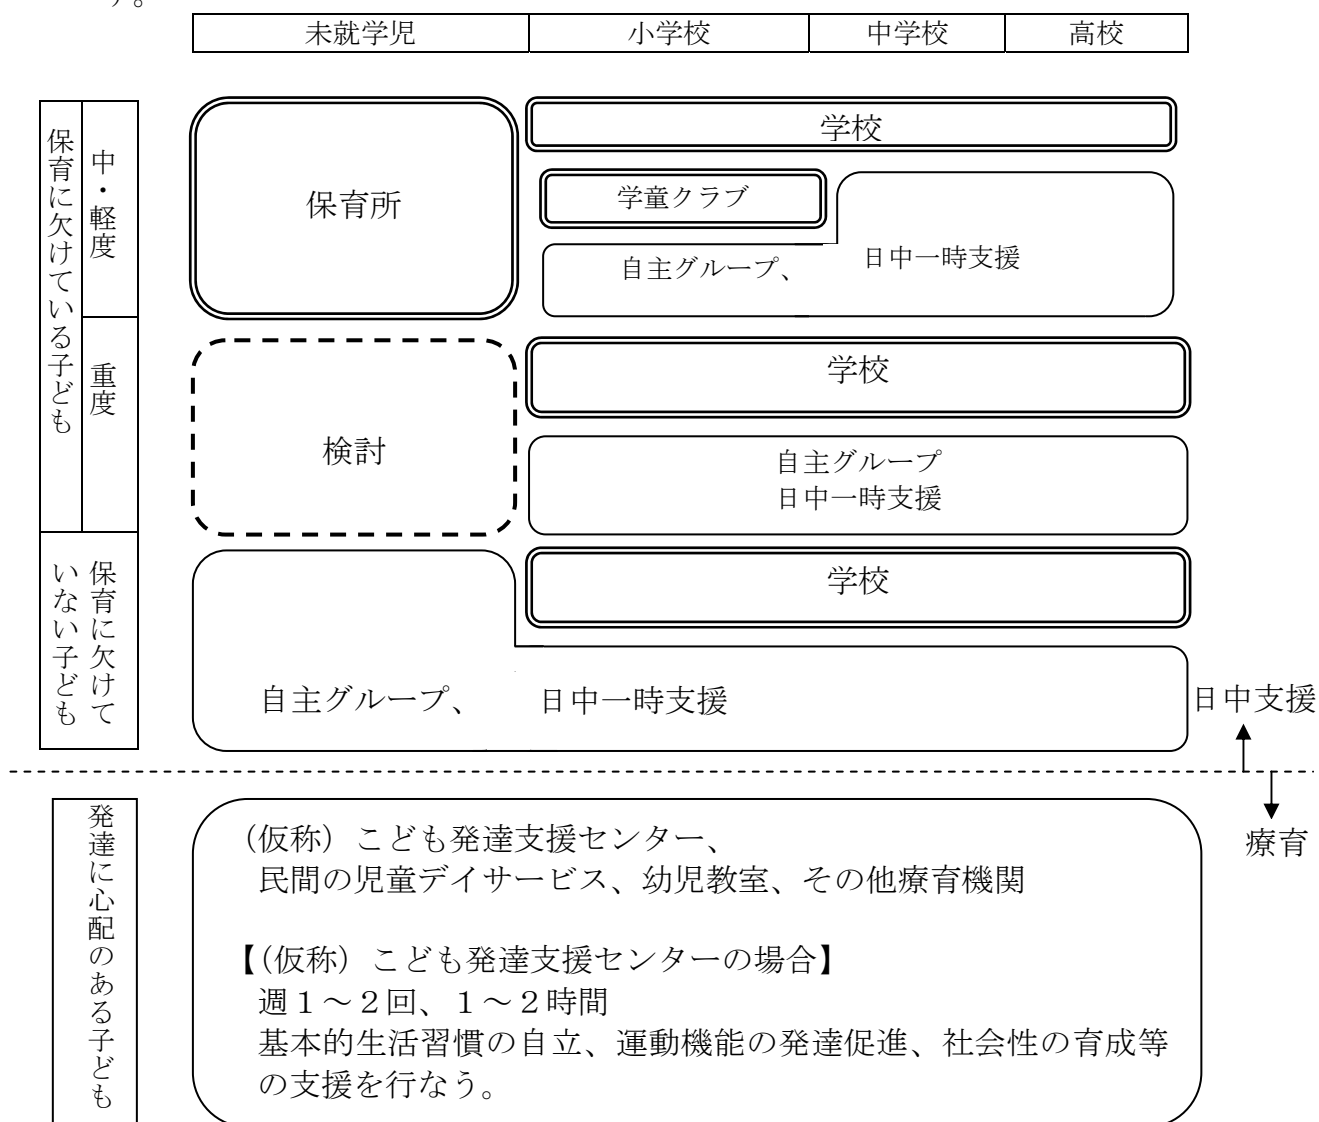 す。
未就学児 小学校 中学校 高校
保育に欠けている子ども
中・軽度
保育所
学校
学童クラブ
自主グループ、 日中一時支援
重度
検討
学校
自主グループ
日中一時支援
保育に欠けて
いない子ども
学校
自主グループ、 日中一時支援
日中支援
療育
発達に心配のある子ども
（仮称）こども発達支援センター、
民間の児童デイサービス、幼児教室、その他療育機関
【（仮称）こども発達支援センターの場合】
週１～２回、１～２時間
基本的生活習慣の自立、運動機能の発達促進、社会性の育成等
の支援を行なう。